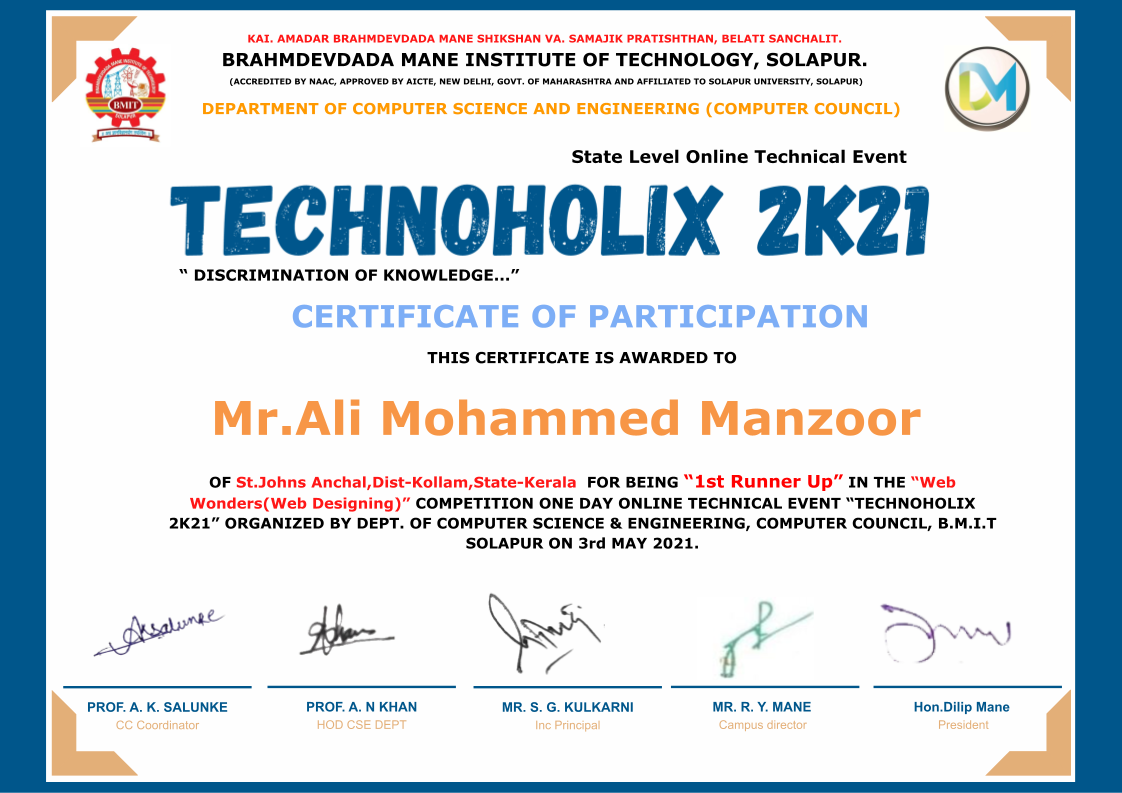 KAI. AMADAR BRAHMDEVDADA MANE SHIKSHAN VA. SAMAJIK PRATISHTHAN, BELATI SANCHALIT.
BRAHMDEVDADA MANE INSTITUTE OF TECHNOLOGY, SOLAPUR.
(ACCREDITED BY NAAC, APPROVED BY AICTE, NEW DELHI, GOVT. OF MAHARASHTRA AND AFFILIATED TO SOLAPUR UNIVERSITY, SOLAPUR)
BMIT
SOLAPUR
DM
DEPARTMENT OF COMPUTER SCIENCE AND ENGINEERING (COMPUTER COUNCIL)
State Level Online Technical Event
TECHNOHOLIX 2K21
“ DISCRIMINATION OF KNOWLEDGE...”
CERTIFICATE OF PARTICIPATION
THIS CERTIFICATE IS AWARDED TO
Mr.Ali Mohammed Manzoor
OF St.Johns Anchal,Dist-Kollam,State-Kerala FOR BEING “1st Runner Up” IN THE “Web
Wonders(Web Designing)” COMPETITION ONE DAY ONLINE TECHNICAL EVENT “TECHNOHOLIX
2K21” ORGANIZED BY DEPT. OF COMPUTER SCIENCE & ENGINEERING, COMPUTER COUNCIL, B.M.I.T
SOLAPUR ON 3rd MAY 2021.
PROF. A. K. SALUNKE
CC Coordinator
PROF. A. N KHAN
HOD CSE DEPT
MR. S. G. KULKARNI
Inc Principal
MR. R. Y. MANE
Campus director
Hon.Dilip Mane
President